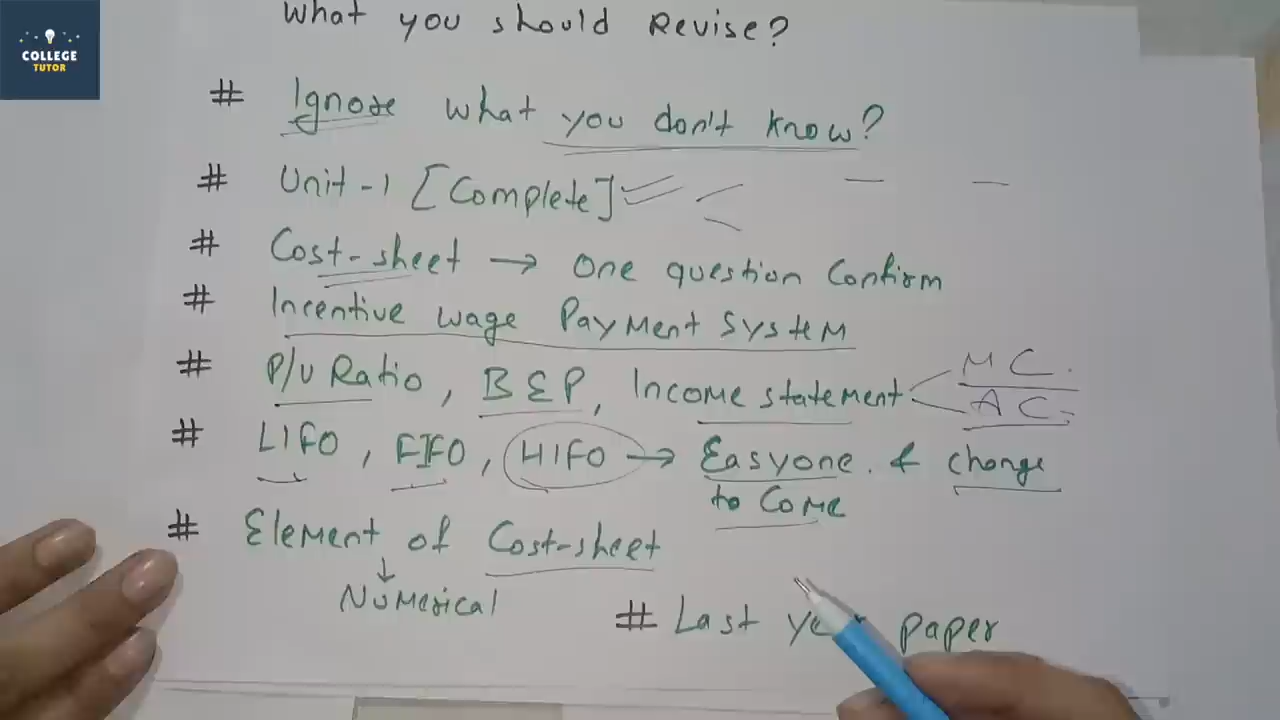 COLLEGE
TUTOR
What you should Revise?
# Ignore what you don't know?
# Unit-1 [Complete]
# Cost-sheet → One question Confirm
# Incentive wage Payment System
# P/V Ratio, BEP, Income statement
M C.
A C.
# LIFO, FIFO, HIFO → Easyone. & change
to Come
# Element of Cost-sheet
↓
Numerical
# Last year paper